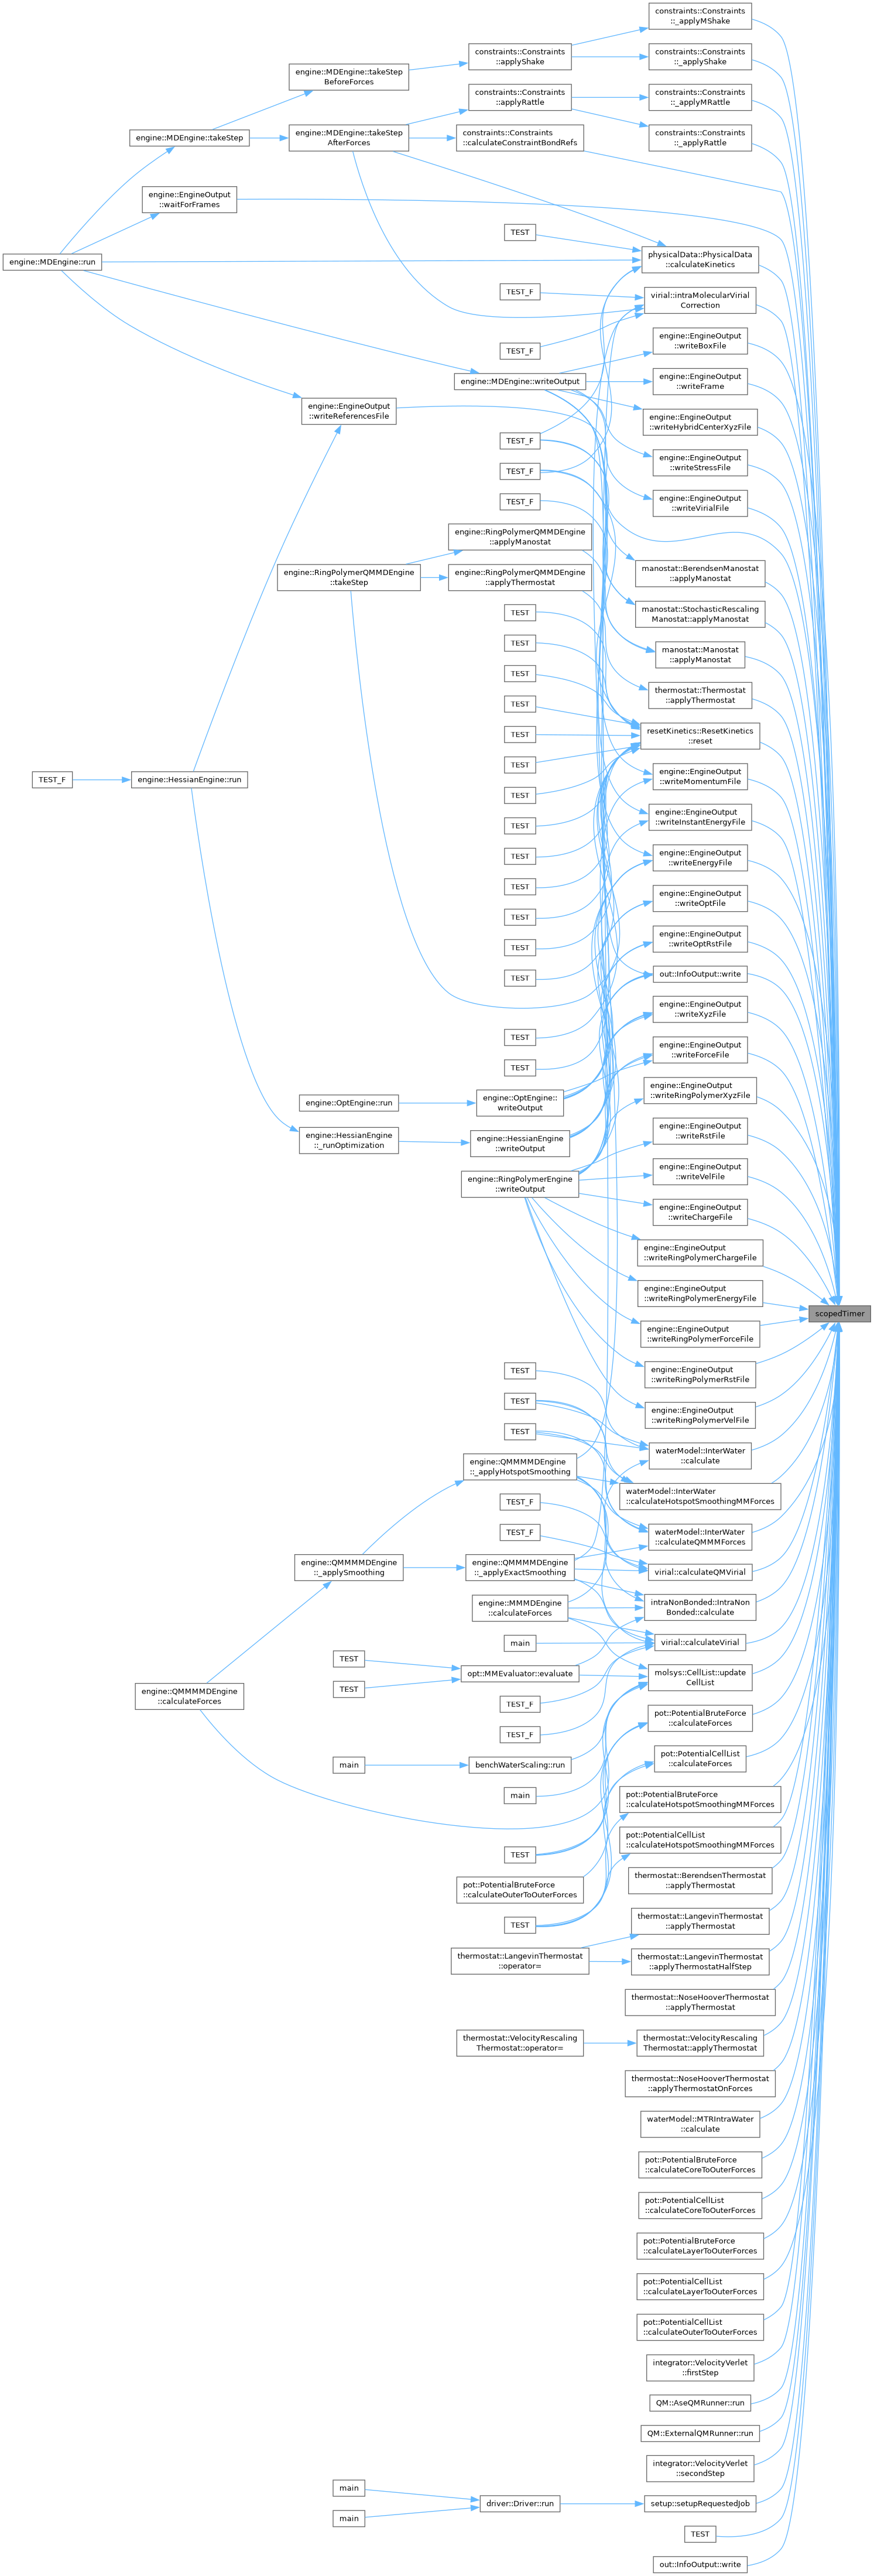 constraints::Constraints
::_applyMShake
constraints::Constraints
::applyShake
constraints::Constraints
::_applyShake
engine::MDEngine::takeStep
BeforeForces
constraints::Constraints
::applyRattle
constraints::Constraints
::_applyMRattle
engine::MDEngine::takeStep
engine::MDEngine::takeStep
AfterForces
constraints::Constraints
::calculateConstraintBondRefs
constraints::Constraints
::_applyRattle
engine::EngineOutput
::waitForFrames
TEST
physicalData::PhysicalData
::calculateKinetics
engine::MDEngine::run
TEST_F
virial::intraMolecularVirial
Correction
TEST_F
engine::EngineOutput
::writeBoxFile
engine::MDEngine::writeOutput
engine::EngineOutput
::writeFrame
engine::EngineOutput
::writeReferencesFile
engine::EngineOutput
::writeHybridCenterXyzFile
TEST_F
engine::EngineOutput
::writeStressFile
TEST_F
engine::EngineOutput
::writeVirialFile
TEST_F
engine::RingPolymerQMMDEngine
::applyManostat
engine::RingPolymerQMMDEngine
::takeStep
engine::RingPolymerQMMDEngine
::applyThermostat
manostat::BerendsenManostat
::applyManostat
TEST
manostat::StochasticRescaling
Manostat::applyManostat
TEST
manostat::Manostat
::applyManostat
TEST
thermostat::Thermostat
::applyThermostat
TEST
TEST
resetKinetics::ResetKinetics
::reset
TEST
TEST_F
engine::HessianEngine::run
engine::EngineOutput
::writeMomentumFile
TEST
TEST
engine::EngineOutput
::writeInstantEnergyFile
TEST
engine::EngineOutput
::writeEnergyFile
TEST
engine::EngineOutput
::writeOptFile
TEST
TEST
engine::EngineOutput
::writeOptRstFile
TEST
out::InfoOutput::write
engine::EngineOutput
::writeXyzFile
TEST
engine::EngineOutput
::writeForceFile
TEST
engine::OptEngine::run
engine::OptEngine::
writeOutput
engine::EngineOutput
::writeRingPolymerXyzFile
engine::HessianEngine
::_runOptimization
engine::HessianEngine
::writeOutput
engine::EngineOutput
::writeRstFile
engine::RingPolymerEngine
::writeOutput
engine::EngineOutput
::writeVelFile
engine::EngineOutput
::writeChargeFile
engine::EngineOutput
::writeRingPolymerChargeFile
engine::EngineOutput
::writeRingPolymerEnergyFile
scopedTimer
engine::EngineOutput
::writeRingPolymerForceFile
TEST
engine::EngineOutput
::writeRingPolymerRstFile
TEST
engine::EngineOutput
::writeRingPolymerVelFile
TEST
waterModel::InterWater
::calculate
engine::QMMMMDEngine
::_applyHotspotSmoothing
waterModel::InterWater
::calculateHotspotSmoothingMMForces
TEST_F
TEST_F
waterModel::InterWater
::calculateQMMMForces
engine::QMMMMDEngine
::_applySmoothing
engine::QMMMMDEngine
::_applyExactSmoothing
virial::calculateQMVirial
engine::MMMDEngine
::calculateForces
intraNonBonded::IntraNon
Bonded::calculate
main
virial::calculateVirial
TEST
opt::MMEvaluator::evaluate
molsys::CellList::update
CellList
TEST
engine::QMMMMDEngine
::calculateForces
TEST_F
pot::PotentialBruteForce
::calculateForces
TEST_F
main
benchWaterScaling::run
pot::PotentialCellList
::calculateForces
main
pot::PotentialBruteForce
::calculateHotspotSmoothingMMForces
TEST
pot::PotentialCellList
::calculateHotspotSmoothingMMForces
pot::PotentialBruteForce
::calculateOuterToOuterForces
thermostat::BerendsenThermostat
::applyThermostat
TEST
thermostat::LangevinThermostat
::applyThermostat
thermostat::LangevinThermostat
::operator=
thermostat::LangevinThermostat
::applyThermostatHalfStep
thermostat::NoseHooverThermostat
::applyThermostat
thermostat::VelocityRescaling
Thermostat::operator=
thermostat::VelocityRescaling
Thermostat::applyThermostat
thermostat::NoseHooverThermostat
::applyThermostatOnForces
waterModel::MTRIntraWater
::calculate
pot::PotentialBruteForce
::calculateCoreToOuterForces
pot::PotentialCellList
::calculateCoreToOuterForces
pot::PotentialBruteForce
::calculateLayerToOuterForces
pot::PotentialCellList
::calculateLayerToOuterForces
pot::PotentialCellList
::calculateOuterToOuterForces
integrator::VelocityVerlet
::firstStep
QM::AseQMRunner::run
QM::ExternalQMRunner::run
integrator::VelocityVerlet
::secondStep
main
driver::Driver::run
setup::setupRequestedJob
main
TEST
out::InfoOutput::write